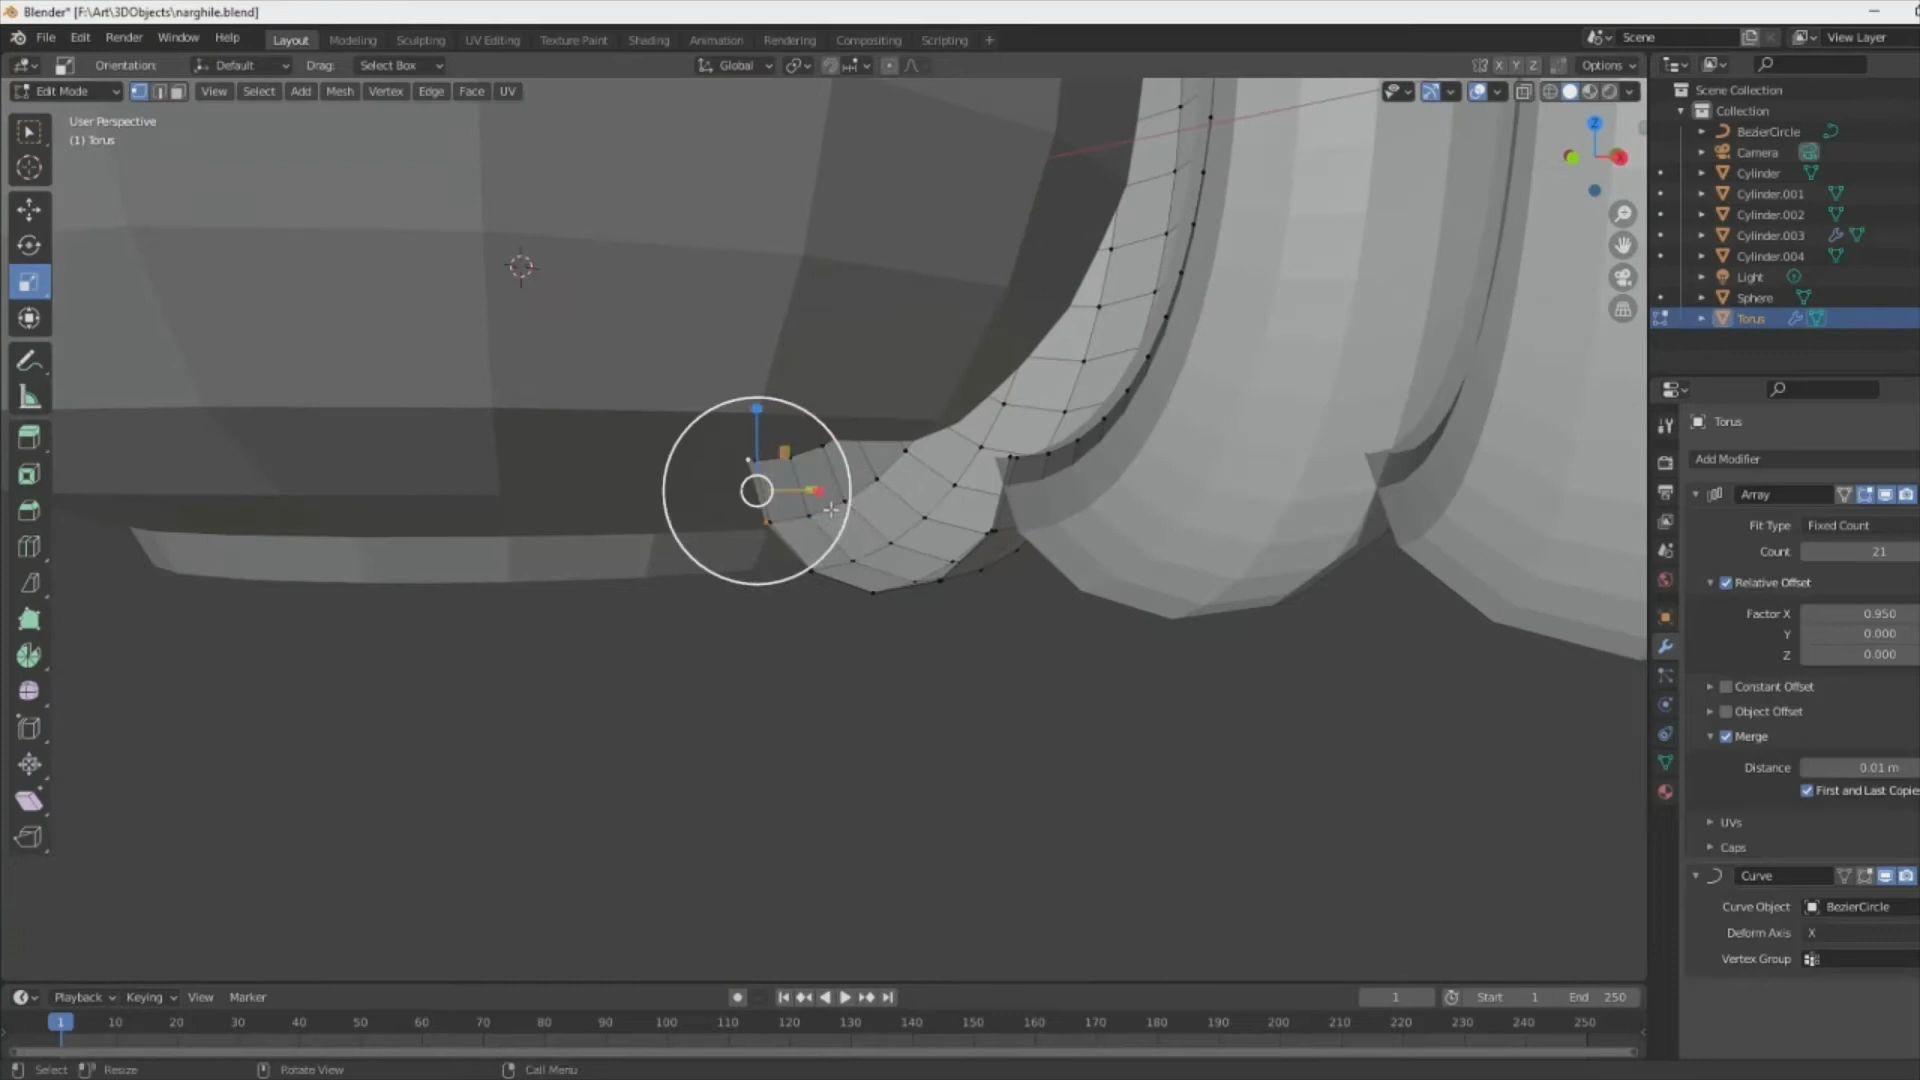 Blender* [F:\Art\3DObjects\narghile.blend]
File Edit Render Window Help Layout Modeling Sculpting UV Editing Texture Paint Shading Animation Rendering Compositing Scripting + Scene View Layer
Orientation: Default Drag: Select Box Global X Y Z Options
Edit Mode View Select Add Mesh Vertex Edge Face UV
User Perspective
(1) Torus
Z
X
Scene Collection
Collection
BezierCircle
Camera
Cylinder
Cylinder.001
Cylinder.002
Cylinder.003
Cylinder.004
Light
Sphere
Torus
Torus
Add Modifier
Array
Fit Type Fixed Count
Count 21
Relative Offset
Factor X 0.950
Y 0.000
Z 0.000
Constant Offset
Object Offset
Merge
Distance 0.01 m
First and Last Copie
UVs
Caps
Curve
Curve Object BezierCircle
Deform Axis X
Vertex Group
Playback Keying View Marker 1 Start 1 End 250
1 10 20 30 40 50 60 70 80 90 100 110 120 130 140 150 160 170 180 190 200 210 220 230 240 250
Select Resize Rotate View Call Menu